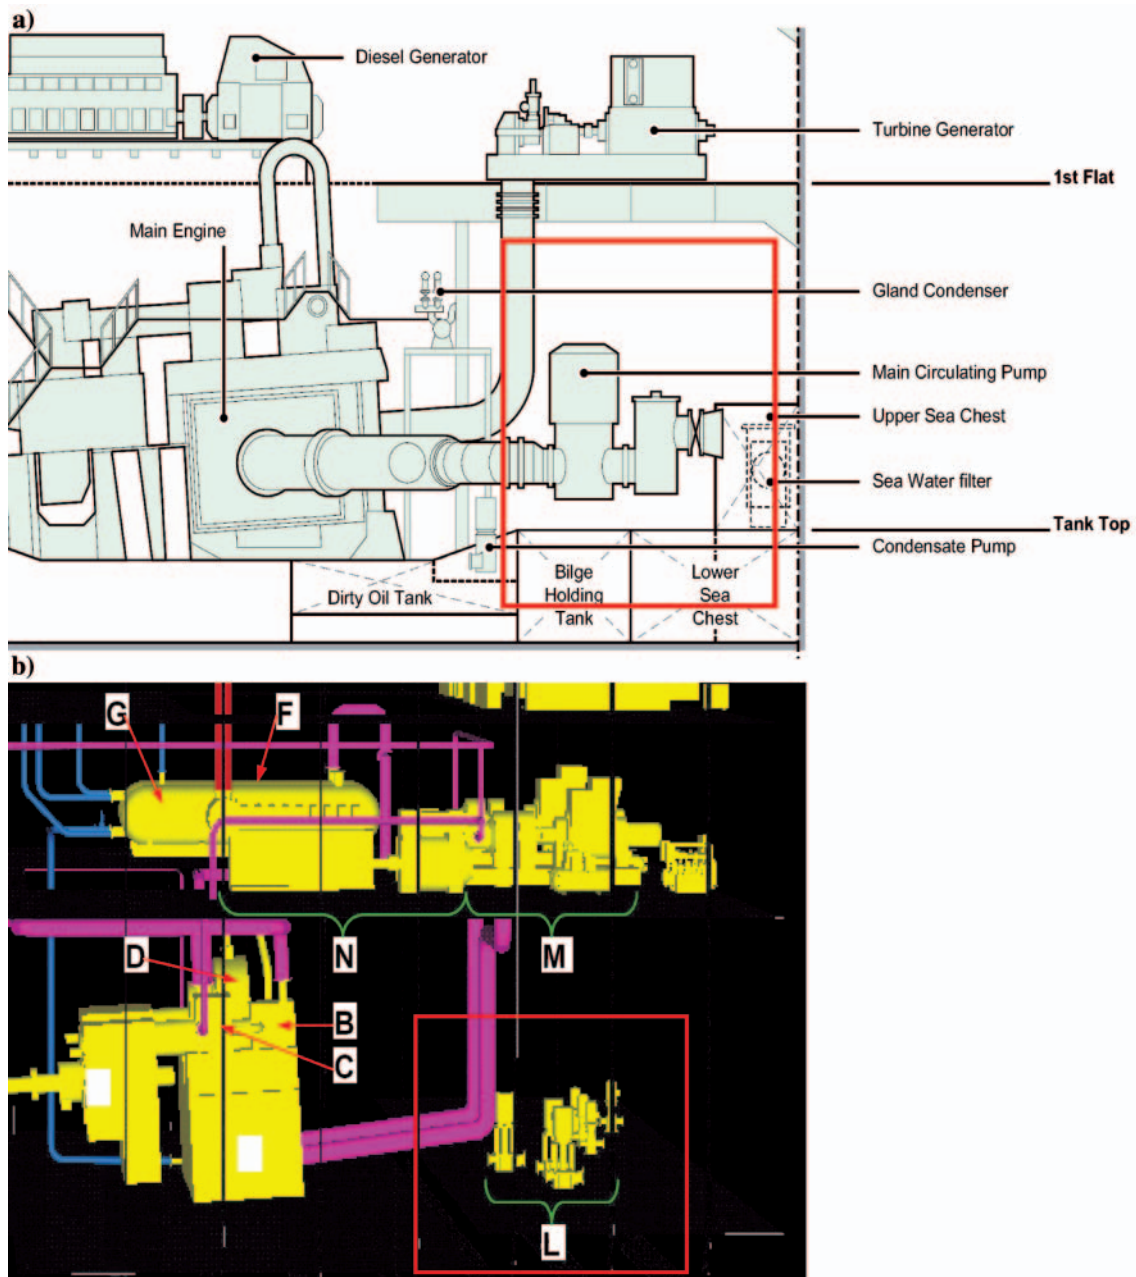 a)
Diesel Generator
Turbine Generator
1st Flat
Main Engine
Gland Condenser
Main Circulating Pump
Upper Sea Chest
Sea Water filter
Tank Top
Condensate Pump
Dirty Oil Tank
Bilge
Holding
Tank
Lower
Sea
Chest
b)
G
F
N
M
D
B
C
L